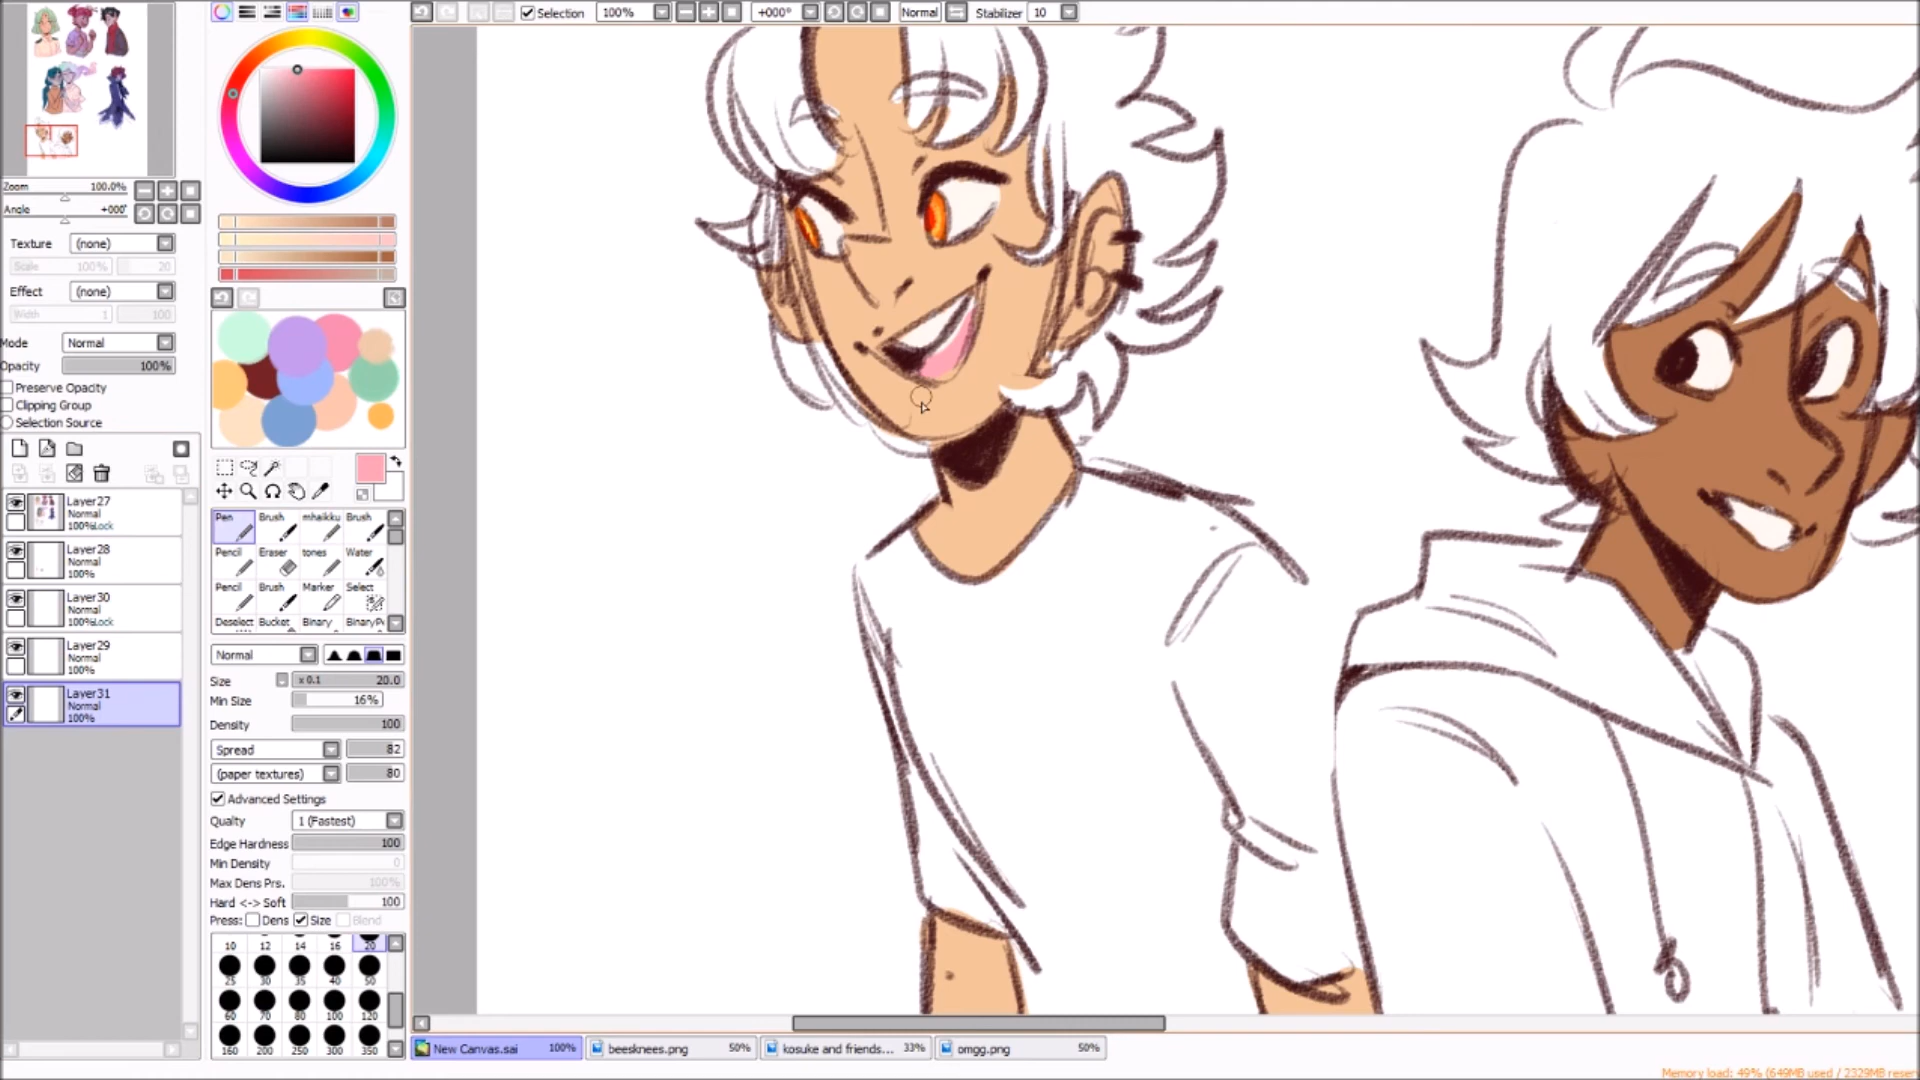 Selection 100% +000° Normal Stabilizer 10
Zoom 100.0%
Angle +000°
Texture (none)
Scale 100% 20
Effect (none)
Width 1 100
Mode Normal
Opacity 100%
Preserve Opacity
Clipping Group
Selection Source
Layer27
Normal
100%Lock
Layer28
Normal
100%
Layer30
Normal
100%Lock
Layer29
Normal
100%
Layer31
Normal
100%
Pen Brush mhaikku Brush
Pencil Eraser tones Water
Pencil Brush Marker Select
Deselect Bucket Binary BinaryPe
Normal
Size x 0.1 20.0
Min Size 16%
Density 100
Spread 82
(paper textures) 80
Advanced Settings
Quality 1 (Fastest)
Edge Hardness 100
Min Density 0
Max Dens Prs. 100%
Hard <-> Soft 100
Press: Dens Size Blend
10 12 14 16 20
25 30 35 40 50
60 70 80 100 120
160 200 250 300 350
New Canvas.sai 100% beesknees.png 50% kosuke and friends... 33% omgg.png 50%
Memory load: 49% (649MB used / 2329MB reser